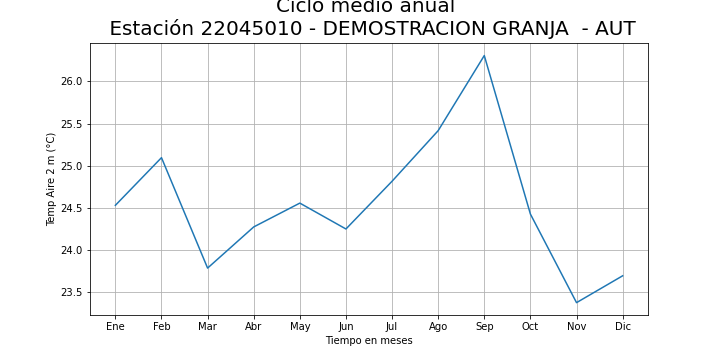 Ciclo medio anual
Estación 22045010 - DEMOSTRACION GRANJA  - AUT
Temp Aire 2 m (°C)
26.0
25.5
25.0
24.5
24.0
23.5
Ene Feb Mar Abr May Jun Jul Ago Sep Oct Nov Dic
Tiempo en meses